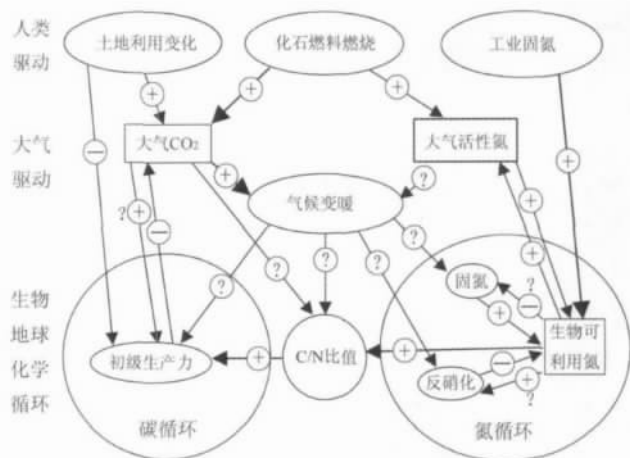 人类
驱动
土地利用变化
化石燃料燃烧
工业固氮
+
+
+
大气
驱动
大气CO₂
大气活性氮
−
+
+
?
+
+
+
气候变暖
?
+
−
?
?
?
?
?
生物
地球
化学
循环
固氮
?
−
+
生物可
利用氮
初级生产力
+
C/N比值
+
反硝化
−
+
?
碳循环
氮循环